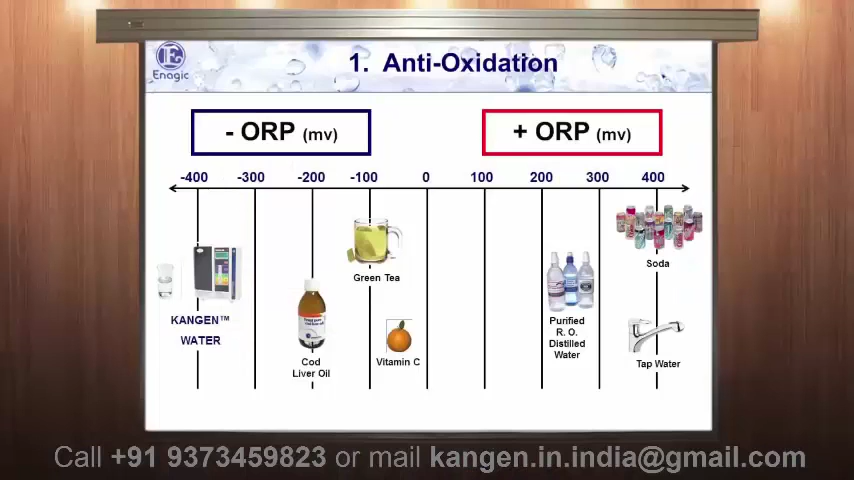 Enagic
1. Anti-Oxidation
- ORP (mv)
+ ORP (mv)
-400 -300 -200 -100 0 100 200 300 400
Soda
Green Tea
KANGEN™
WATER
Purified
R. O.
Distilled
Water
Cod
Liver Oil
Vitamin C
Tap Water
Call +91 9373459823 or mail kangen.in.india@gmail.com